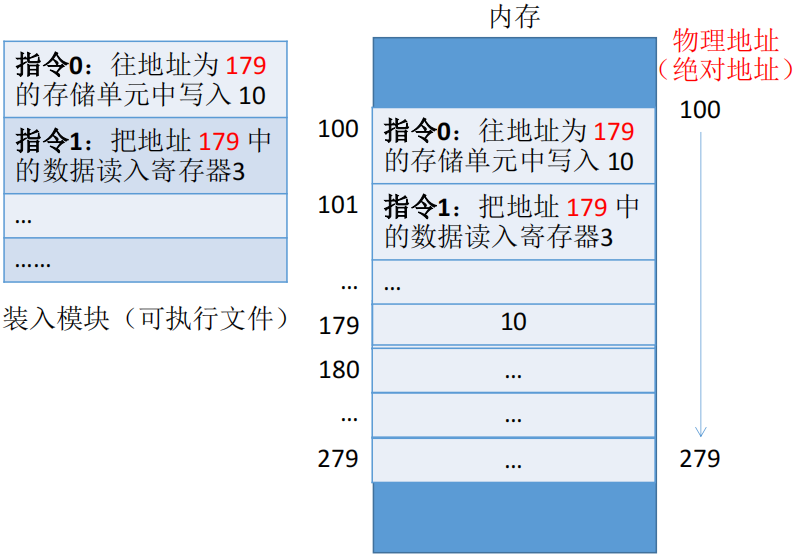 内存
物理地址
（绝对地址）
指令0：往地址为 179
的存储单元中写入 10
指令1：把地址 179 中
的数据读入寄存器3
...
......
装入模块（可执行文件）
100
指令0：往地址为 179
的存储单元中写入 10
101
指令1：把地址 179 中
的数据读入寄存器3
...
...
179
10
180
...
...
...
279
...
100
279